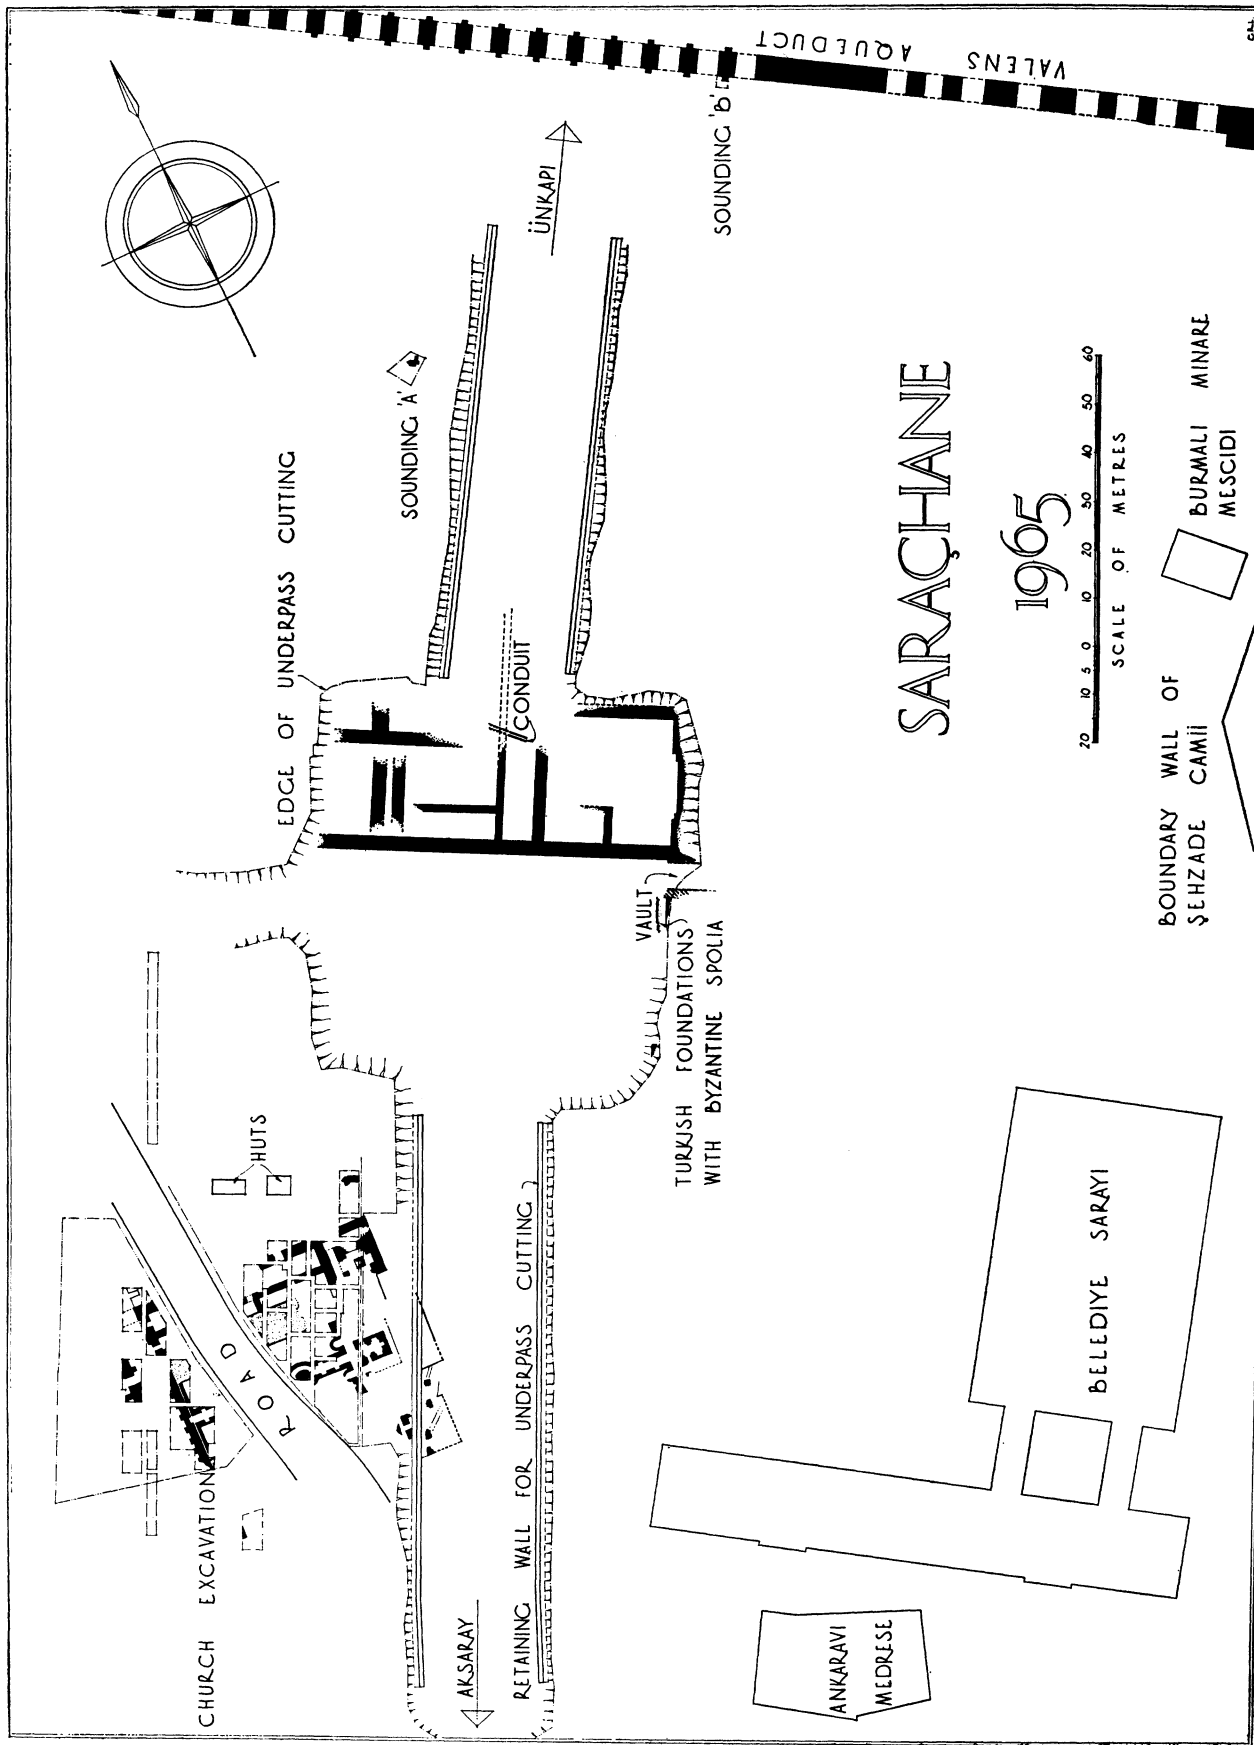 VALENS AQUEDUCT
SOUNDING 'B'
ÜNKAPI
SOUNDING 'A'
EDGE OF UNDERPASS CUTTING
CONDUIT
SARAÇHANE
1965
20 10 5 0 10 20 30 40 50 60
SCALE OF METRES
BURMALI MINARE
MESCIDI
BOUNDARY WALL OF
ŞEHZADE CAMİİ
VAULT
TURKISH FOUNDATIONS
WITH BYZANTINE SPOLIA
HUTS
ROAD
CHURCH EXCAVATION
RETAINING WALL FOR UNDERPASS CUTTING
AKSARAY
BELEDIYE SARAYI
ANKARAVI
MEDRESE